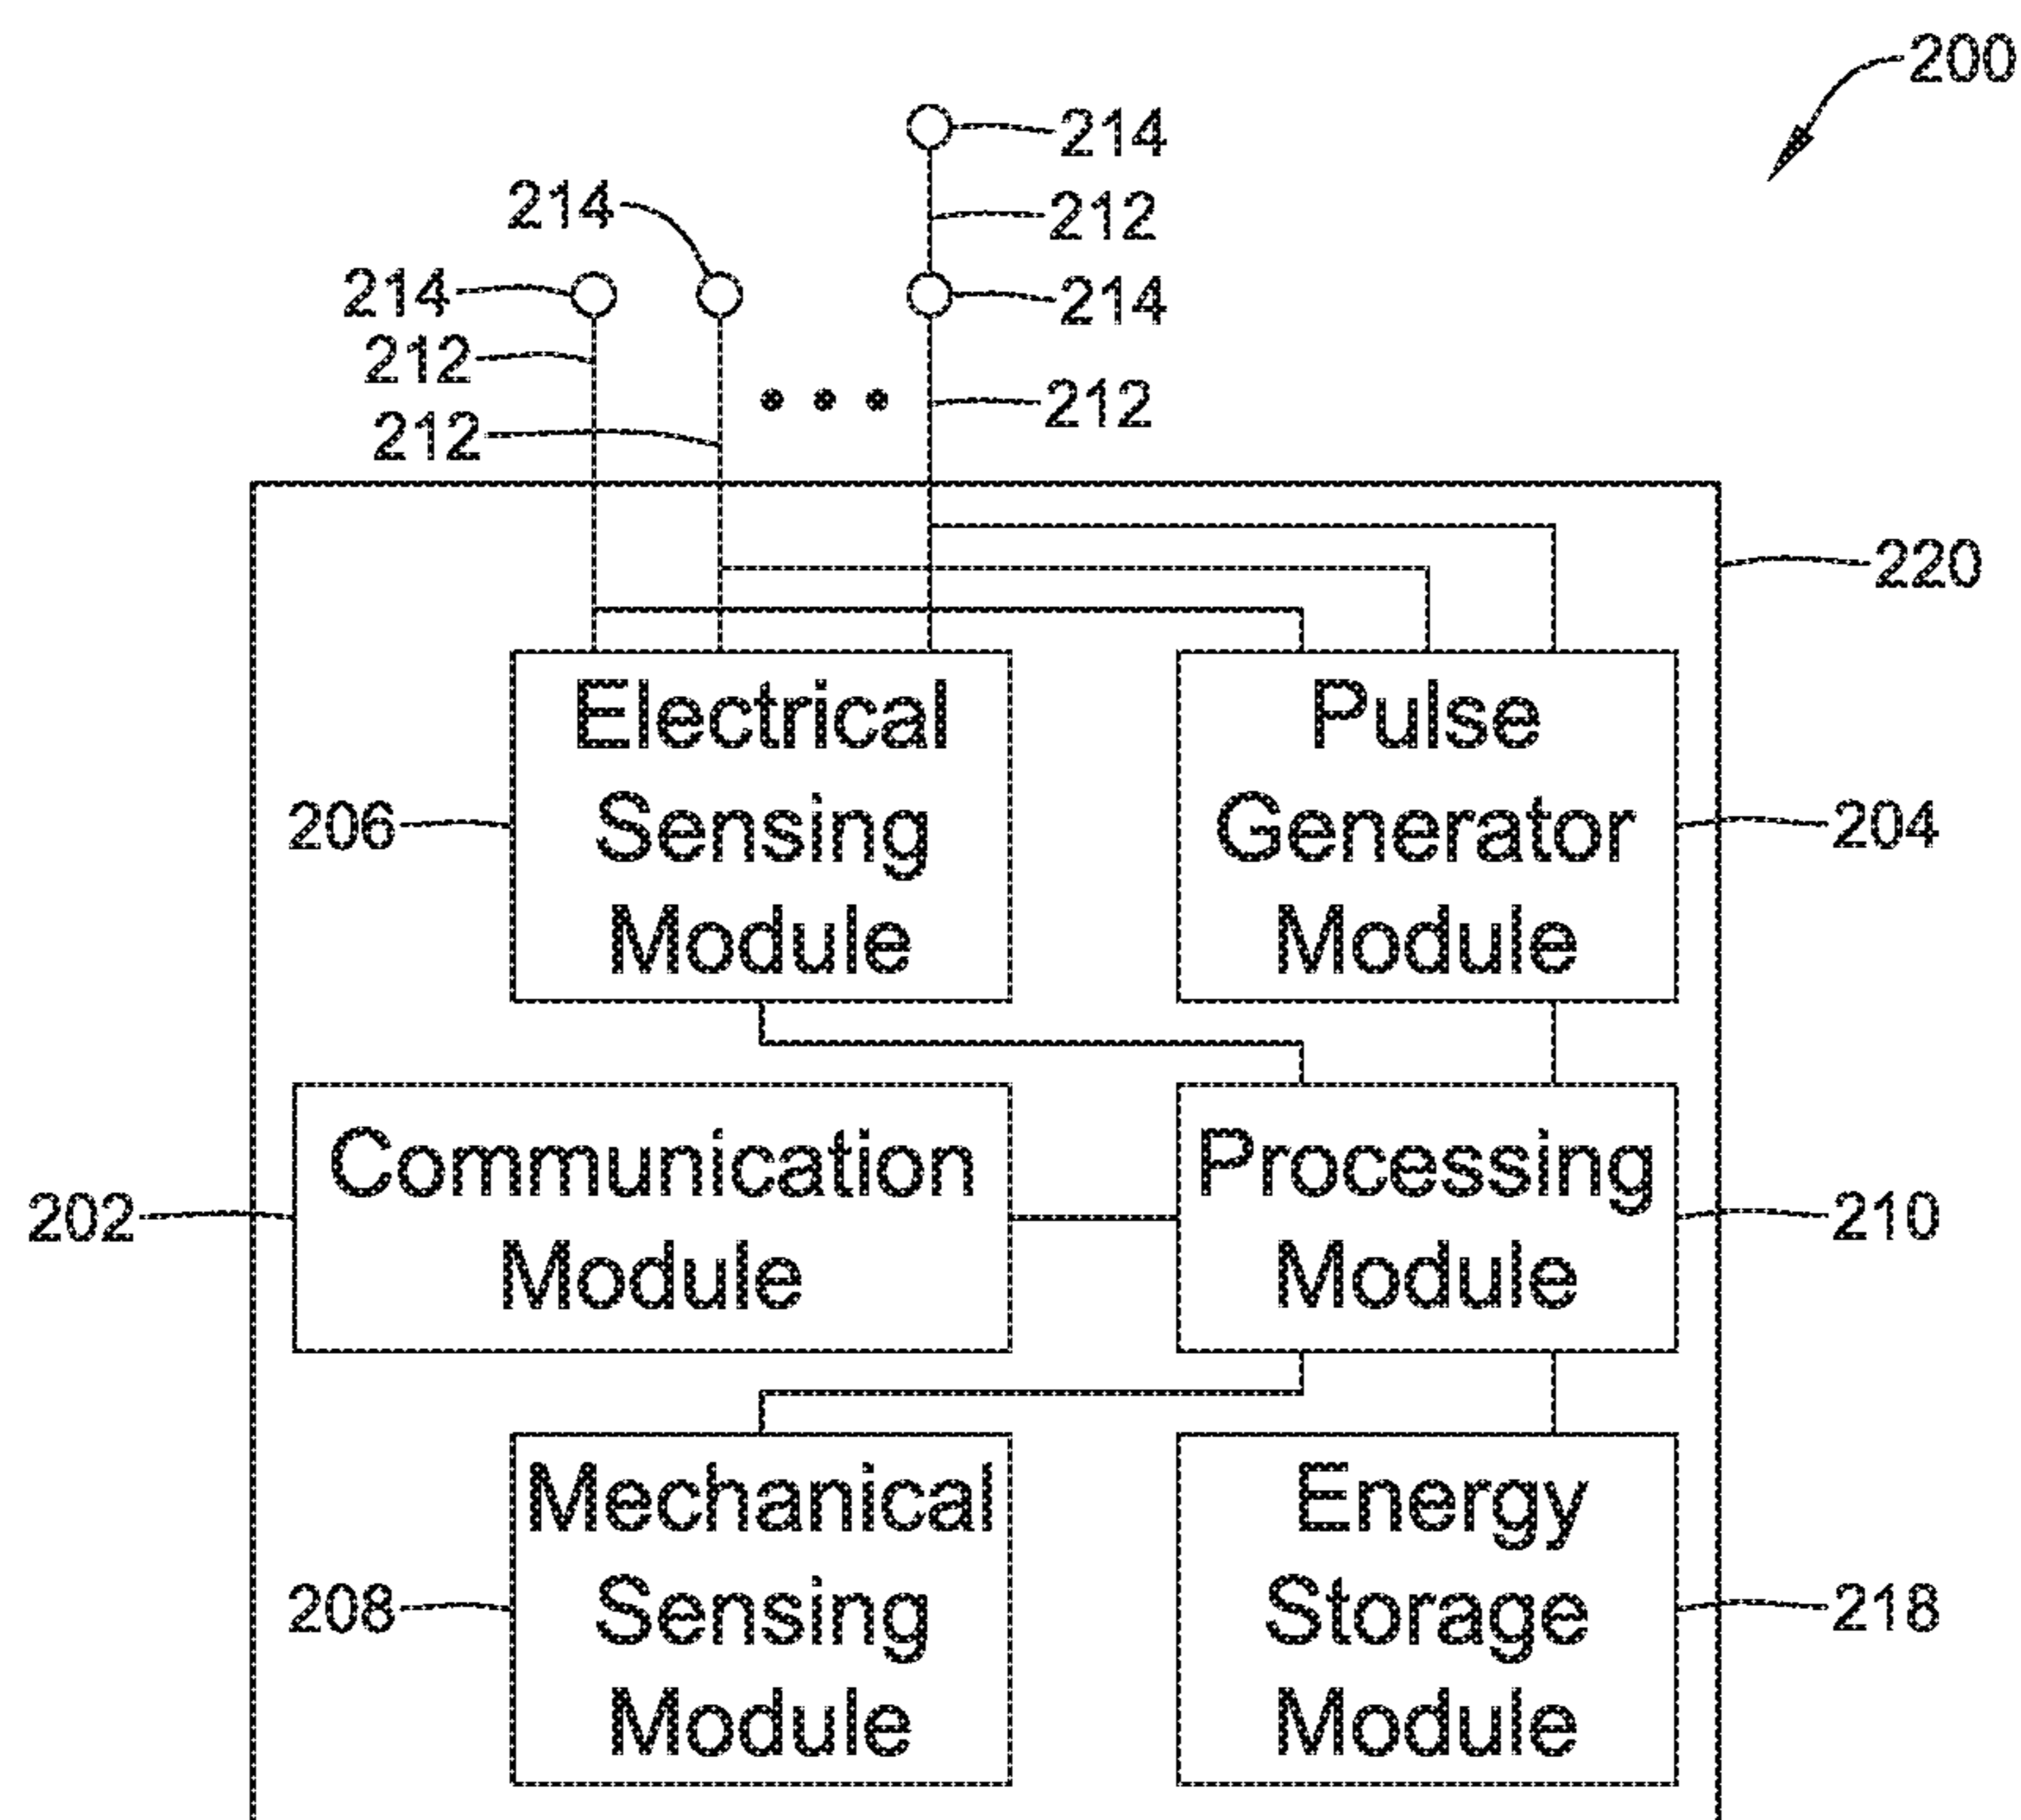 200
214
212
214
214
214
212
212
212
220
Electrical
Sensing
Module
206
Pulse
Generator
Module
204
Communication
Module
202
Processing
Module
210
Mechanical
Sensing
Module
208
Energy
Storage
Module
218